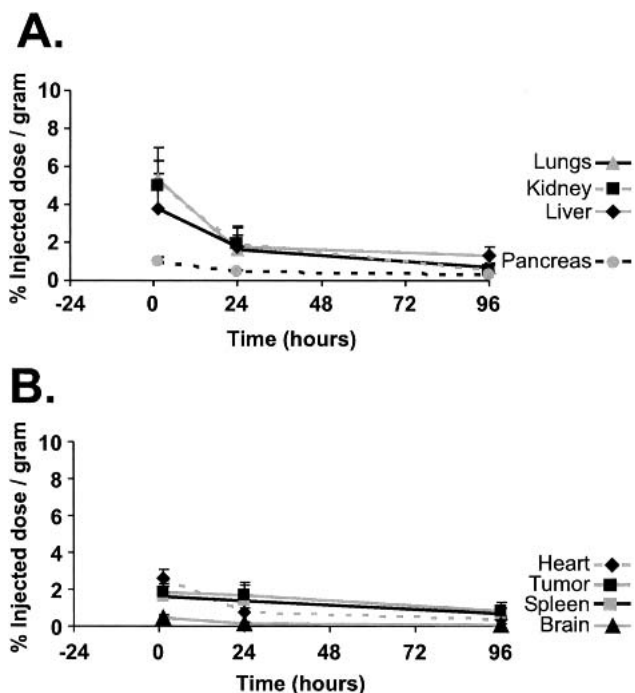 A.
% Injected dose / gram
10
8
6
4
2
0
-24 0 24 48 72 96
Time (hours)
Lungs
Kidney
Liver
Pancreas
B.
% Injected dose / gram
10
8
6
4
2
0
-24 0 24 48 72 96
Time (hours)
Heart
Tumor
Spleen
Brain